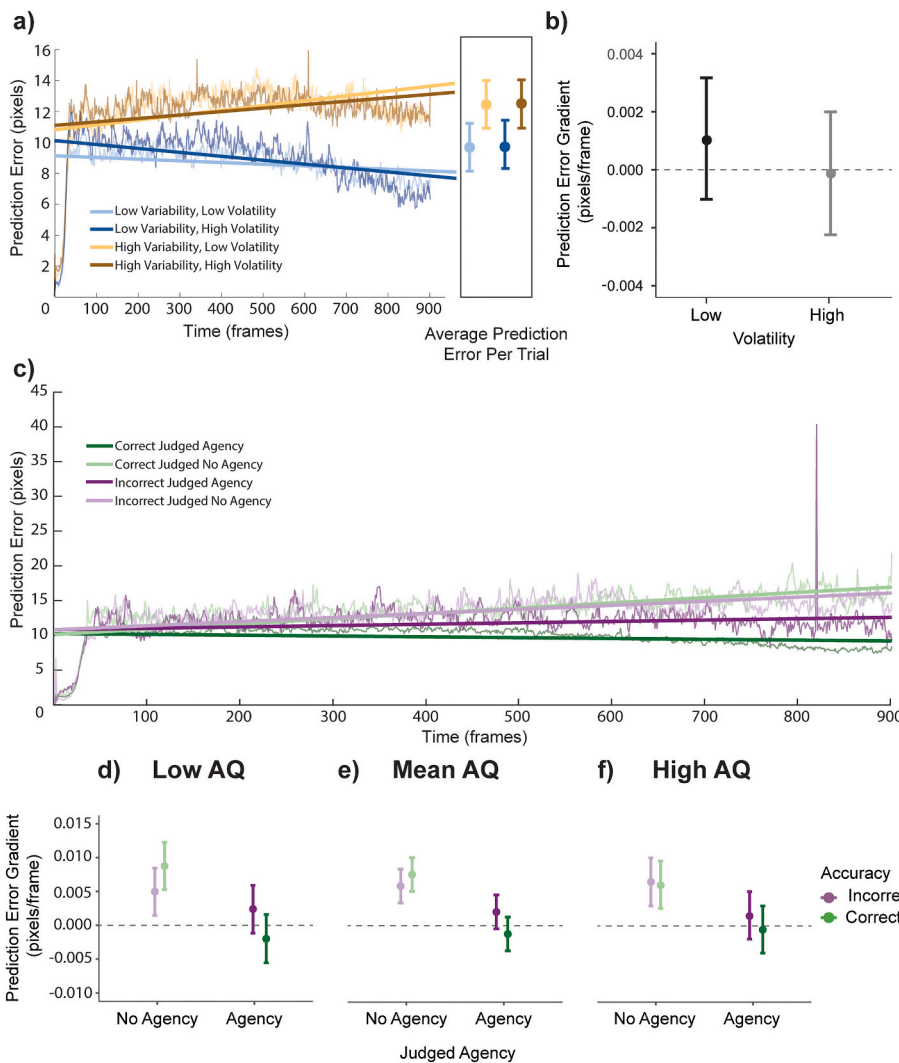 a)
b)
Prediction Error (pixels)
16
14
12
10
8
6
4
2
0
100 200 300 400 500 600 700 800 900
Time (frames)
Low Variability, Low Volatility
Low Variability, High Volatility
High Variability, Low Volatility
High Variability, High Volatility
Average Prediction
Error Per Trial
Prediction Error Gradient
(pixels/frame)
0.004
0.002
0.000
-0.002
-0.004
Low High
Volatility
c)
Prediction Error (pixels)
45
40
35
30
25
20
15
10
5
0
Correct Judged Agency
Correct Judged No Agency
Incorrect Judged Agency
Incorrect Judged No Agency
100 200 300 400 500 600 700 800 900
Time (frames)
d) Low AQ
e) Mean AQ
f) High AQ
Prediction Error Gradient
(pixels/frame)
0.015
0.010
0.005
0.000
-0.005
-0.010
No Agency Agency
No Agency Agency
No Agency Agency
Judged Agency
Accuracy
Incorre
Correct